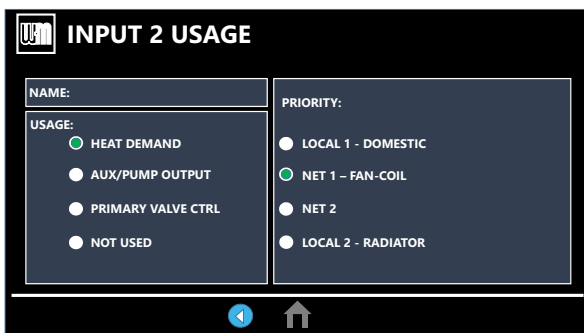 WM INPUT 2 USAGE
NAME:
USAGE:
HEAT DEMAND
AUX/PUMP OUTPUT
PRIMARY VALVE CTRL
NOT USED
PRIORITY:
LOCAL 1 - DOMESTIC
NET 1 – FAN-COIL
NET 2
LOCAL 2 - RADIATOR